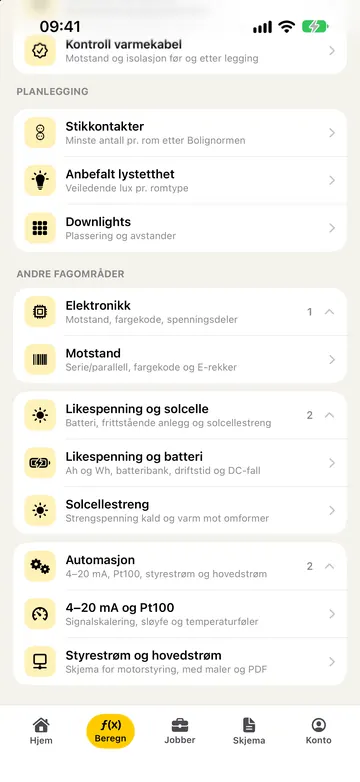 09:41
Kontroll varmekabel
Motstand og isolasjon før og etter legging
PLANLEGGING
Stikkontakter
Minste antall pr. rom etter Bolignormen
Anbefalt lystetthet
Veiledende lux pr. romtype
Downlights
Plassering og avstander
ANDRE FAGOMRÅDER
Elektronikk
1
Motstand, fargekode, spenningsdeler
Motstand
Serie/parallell, fargekode og E-rekker
Likespenning og solcelle
2
Batteri, frittstående anlegg og solcellestreng
Likespenning og batteri
Ah og Wh, batteribank, driftstid og DC-fall
Solcellestreng
Strengspenning kald og varm mot omformer
Automasjon
2
4–20 mA, Pt100, styrestrøm og hovedstrøm
4–20 mA og Pt100
Signalskalering, sløyfe og temperaturføler
Styrestrøm og hovedstrøm
Skjema for motorstyring, med maler og PDF
Hjem
f(x)
Beregn
Jobber
Skjema
Konto